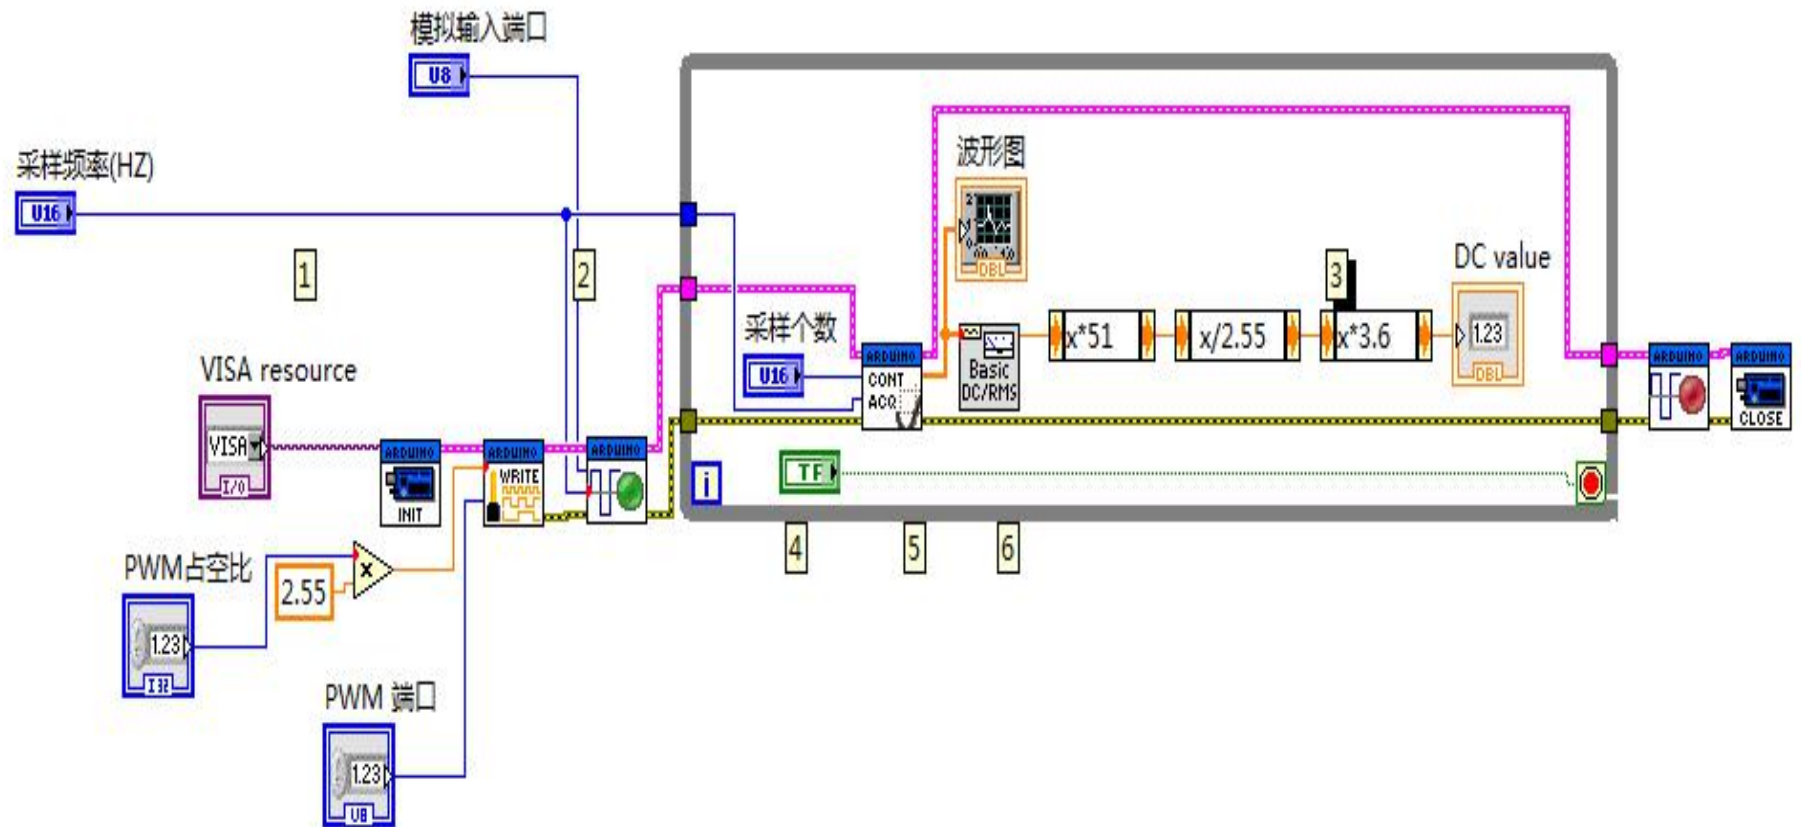 模拟输入端口
U8
采样频率(HZ)
U16
1
2
波形图
DBL
3
DC value
1.23
DBL
采样个数
U16
ARDUINO
CONT
ACQ
Basic
DC/RMS
x*51
x/2.55
x*3.6
ARDUINO
ARDUINO
CLOSE
VISA resource
VISA
I/O
ARDUINO
INIT
ARDUINO
WRITE
ARDUINO
i
TF
4
5
6
PWM占空比
1.23
I32
2.55
x
PWM 端口
1.23
U8